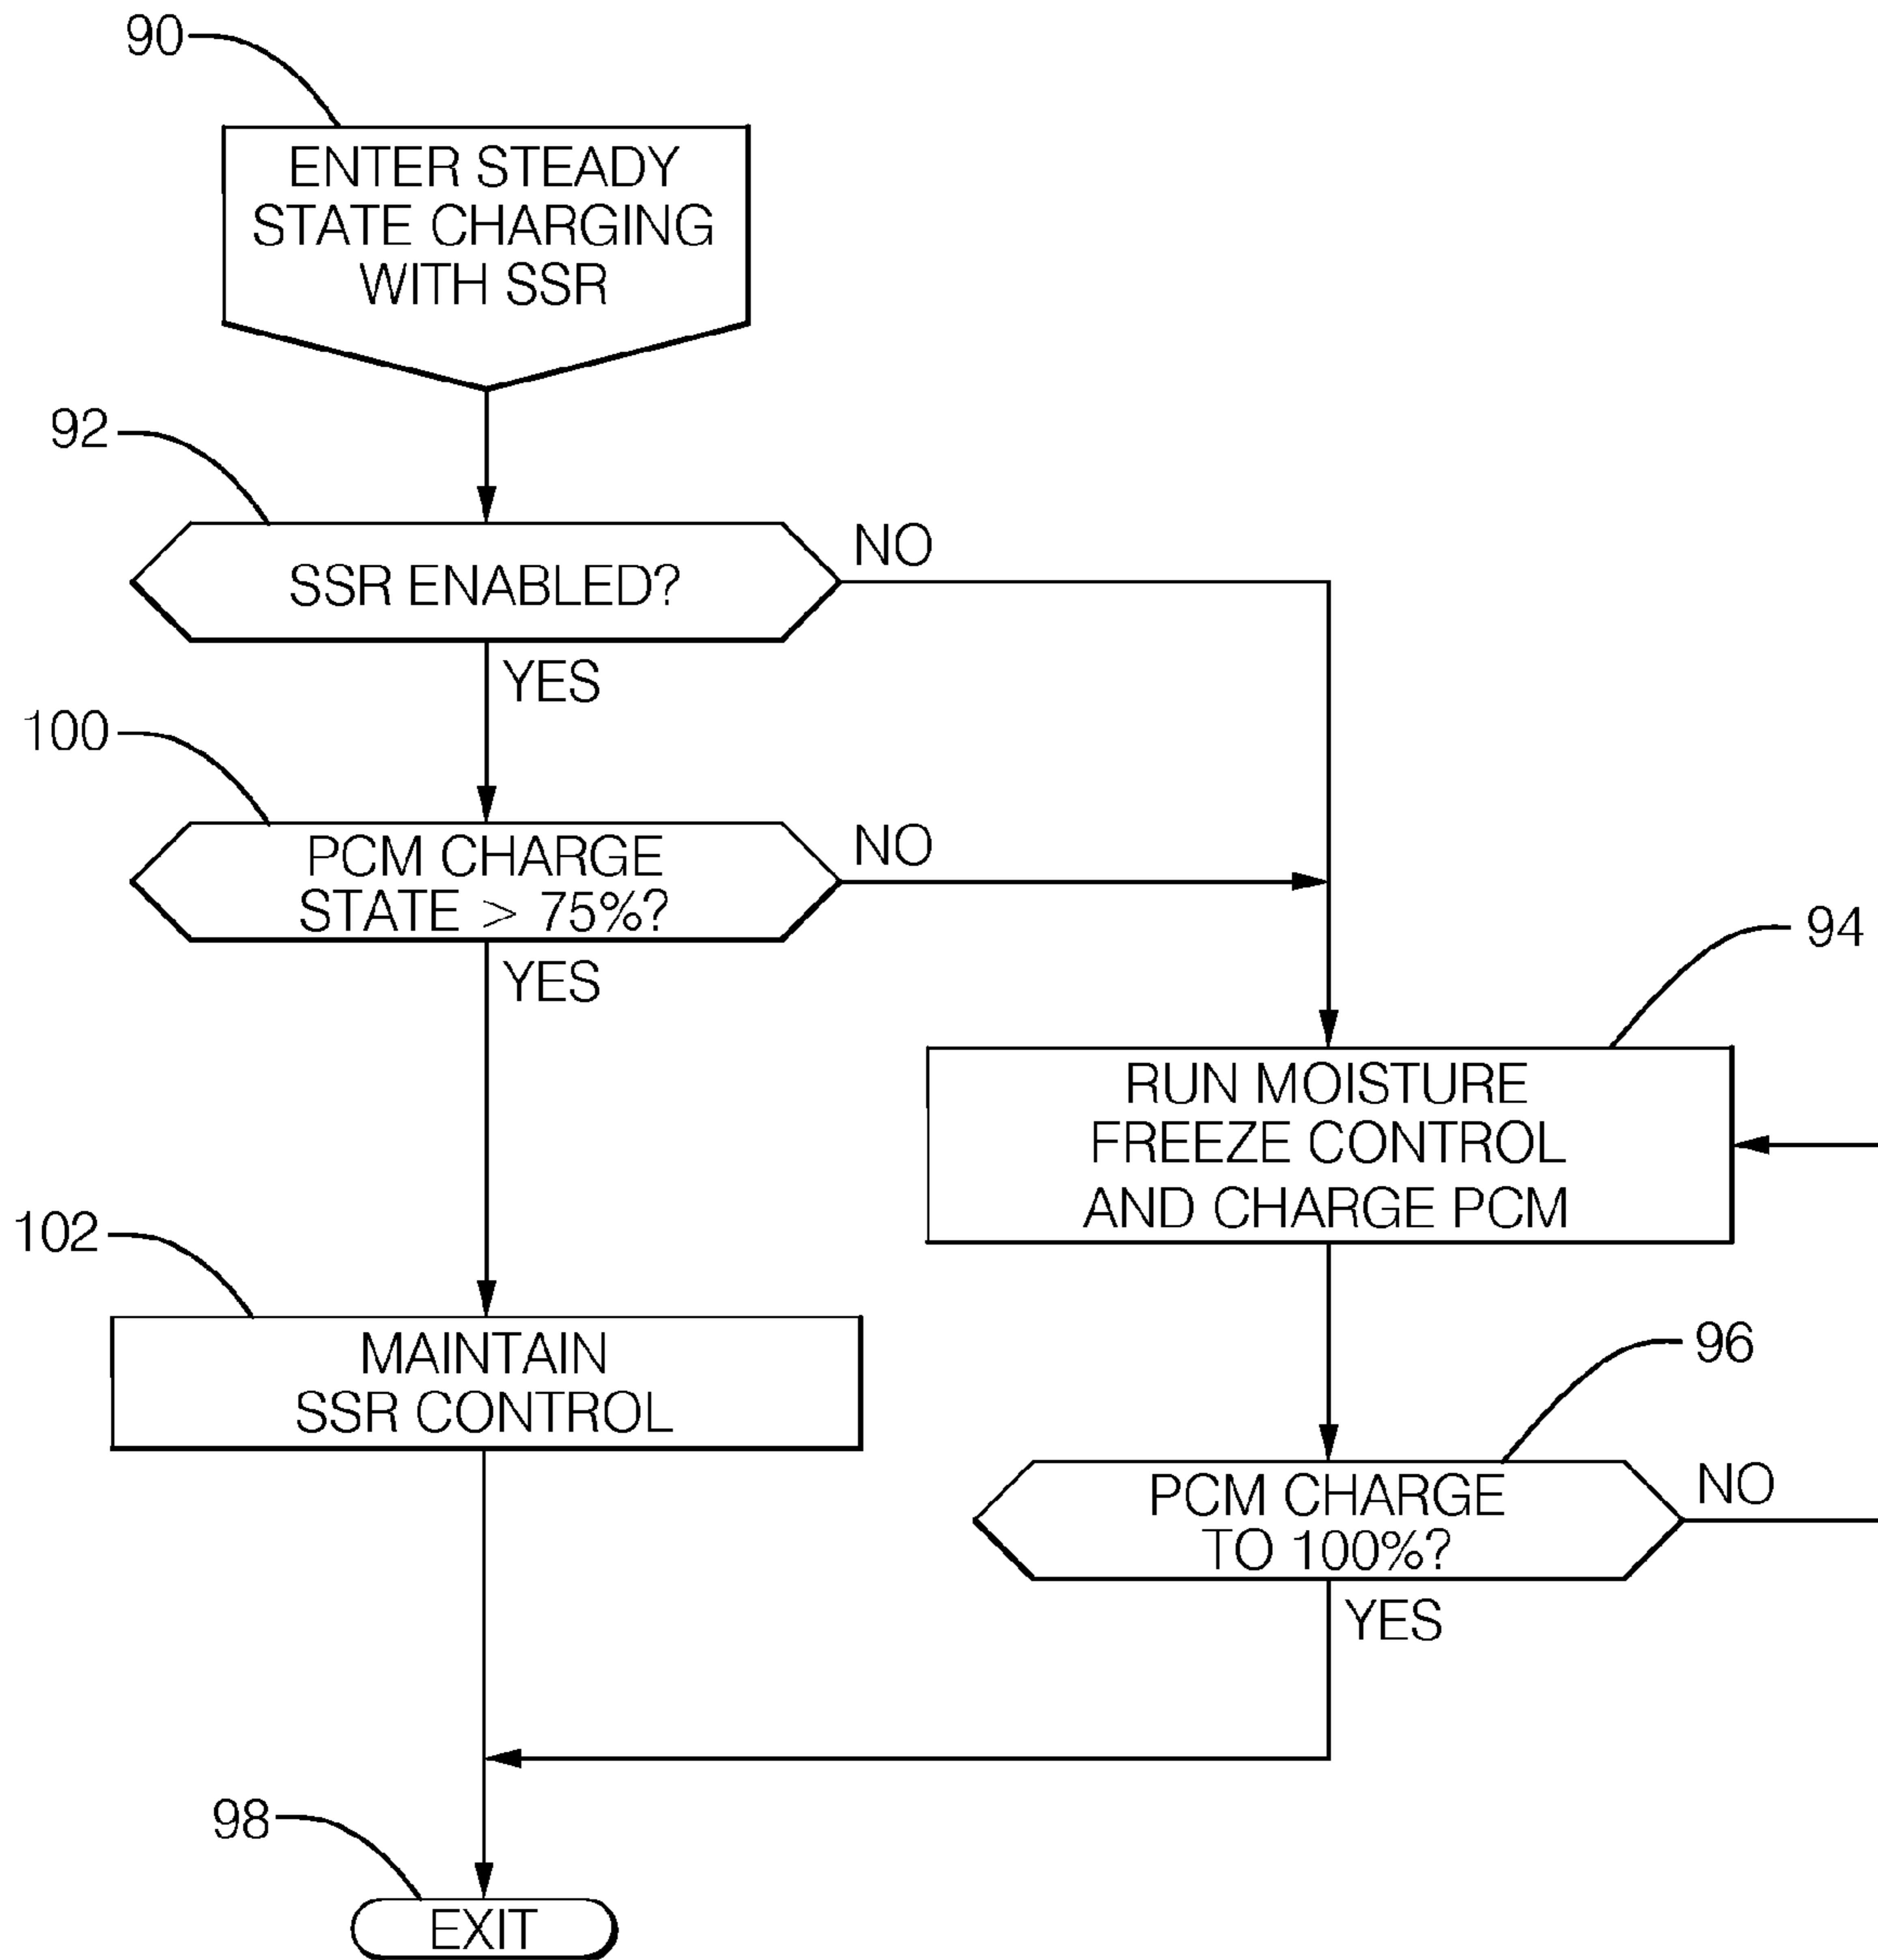 90
ENTER STEADY
STATE CHARGING
WITH SSR
92
SSR ENABLED?
NO
YES
100
PCM CHARGE
STATE > 75%?
NO
YES
94
RUN MOISTURE
FREEZE CONTROL
AND CHARGE PCM
102
MAINTAIN
SSR CONTROL
96
PCM CHARGE
TO 100%?
NO
YES
98
EXIT